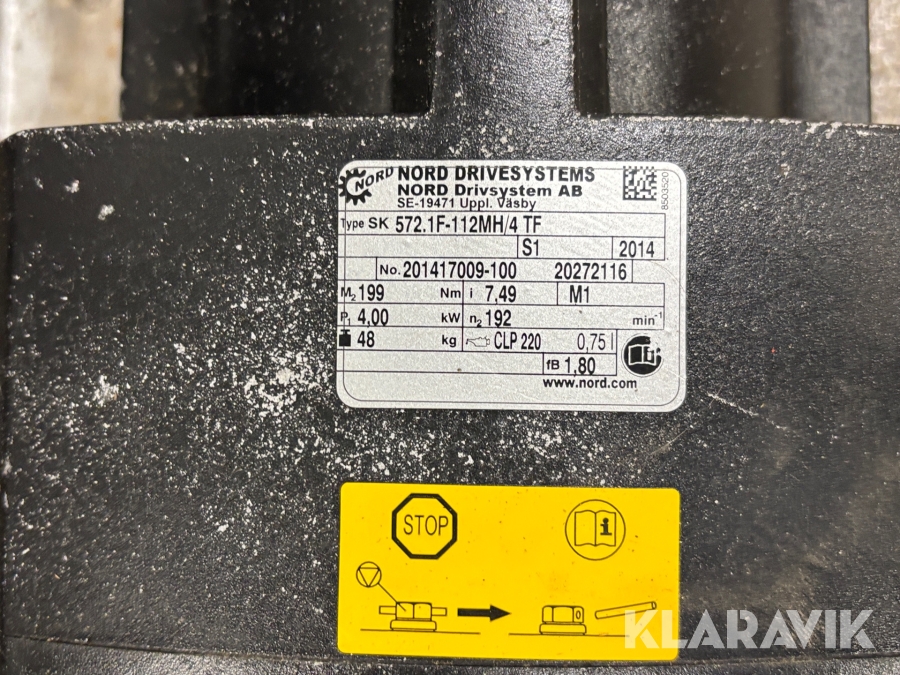 NORD
NORD DRIVESYSTEMS
NORD Drivsystem AB
SE-19471 Uppl. Väsby
8503520
Type SK 572.1F-112MH/4 TF
S1 2014
No. 201417009-100 20272116
M2 199 Nm i 7,49 M1
P1 4,00 kW n2 192 min-1
48 kg CLP 220 0,75 l
fB 1,80
www.nord.com
STOP
i
KLARAVIK